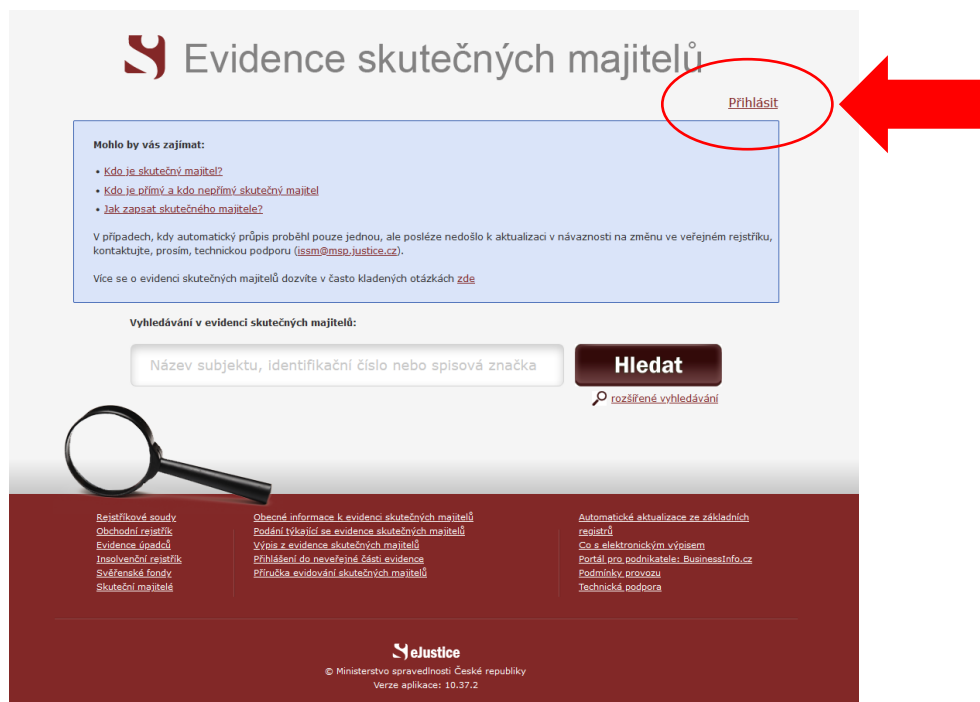 Evidence skutečných majitelů
Přihlásit
Mohlo by vás zajímat:
• Kdo je skutečný majitel?
• Kdo je přímý a kdo nepřímý skutečný majitel
• Jak zapsat skutečného majitele?
V případech, kdy automatický průpis proběhl pouze jednou, ale posléze nedošlo k aktualizaci v návaznosti na změnu ve veřejném rejstříku,
kontaktujte, prosím, technickou podporu (issm@msp.justice.cz).
Více se o evidenci skutečných majitelů dozvíte v často kladených otázkách zde
Vyhledávání v evidenci skutečných majitelů:
Název subjektu, identifikační číslo nebo spisová značka
Hledat
rozšířené vyhledávání
Rejstříkové soudy
Obchodní rejstřík
Evidence úpadců
Insolvenční rejstřík
Svěřenské fondy
Skuteční majitelé
Obecné informace k evidenci skutečných majitelů
Podání týkající se evidence skutečných majitelů
Výpis z evidence skutečných majitelů
Přihlášení do neveřejné části evidence
Příručka evidování skutečných majitelů
Automatické aktualizace ze základních
registrů
Co s elektronickým výpisem
Portál pro podnikatele: BusinessInfo.cz
Podmínky provozu
Technická podpora
eJustice
© Ministerstvo spravedlnosti České republiky
Verze aplikace: 10.37.2